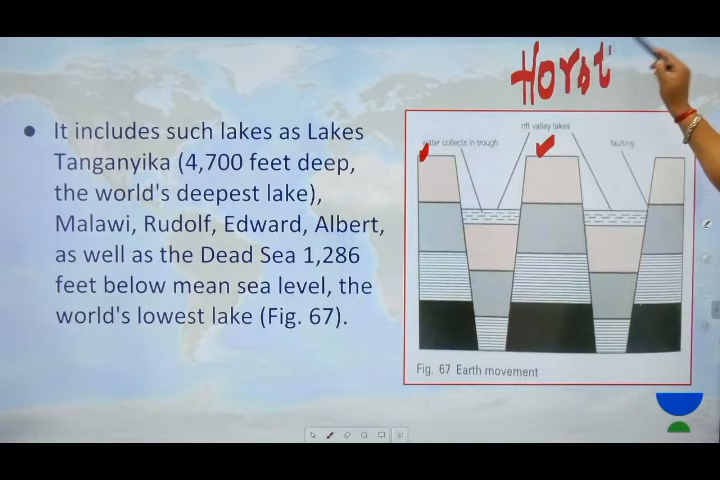 Horst
water collects in trough
rift valley lakes
faulting
It includes such lakes as Lakes
Tanganyika (4,700 feet deep,
the world's deepest lake),
Malawi, Rudolf, Edward, Albert,
as well as the Dead Sea 1,286
feet below mean sea level, the
world's lowest lake (Fig. 67).
Fig. 67 Earth movement